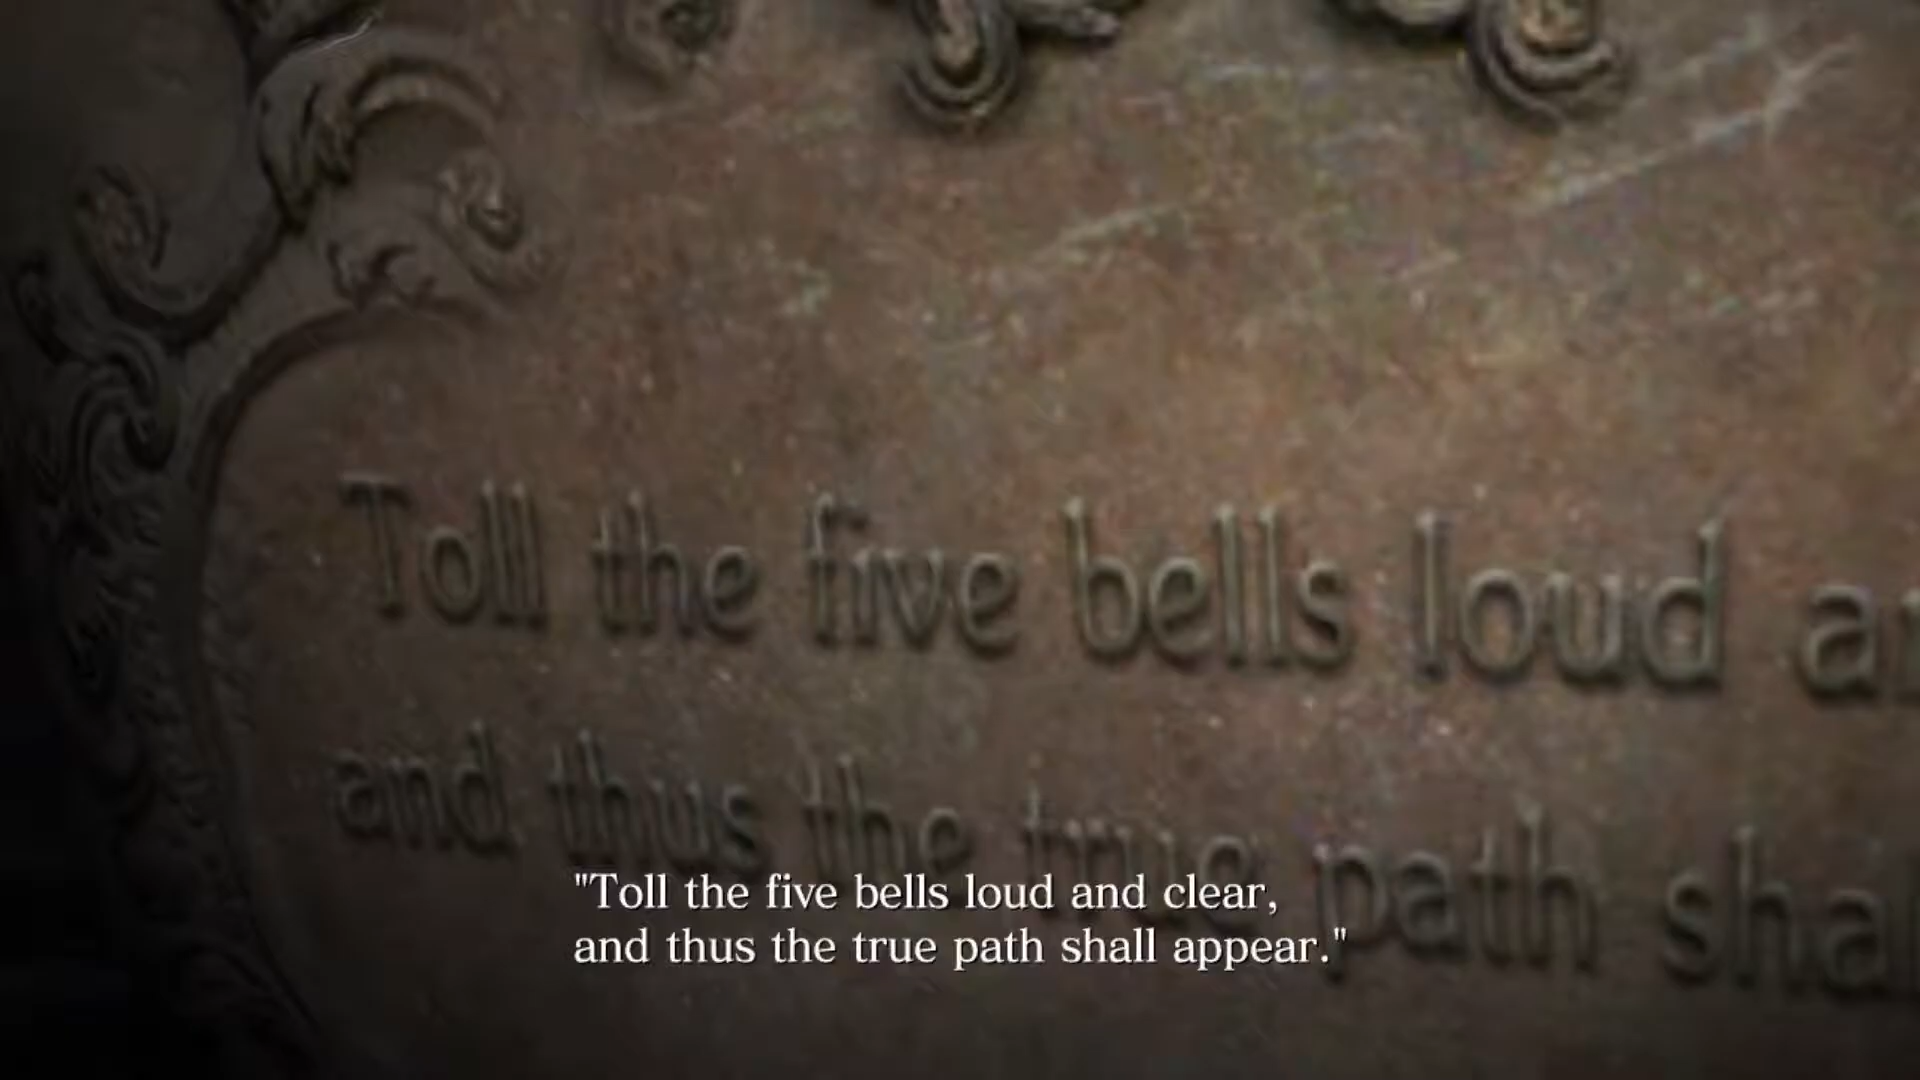 Toll the five bells loud
and thus the true path
"Toll the five bells loud and clear,
and thus the true path shall appear."